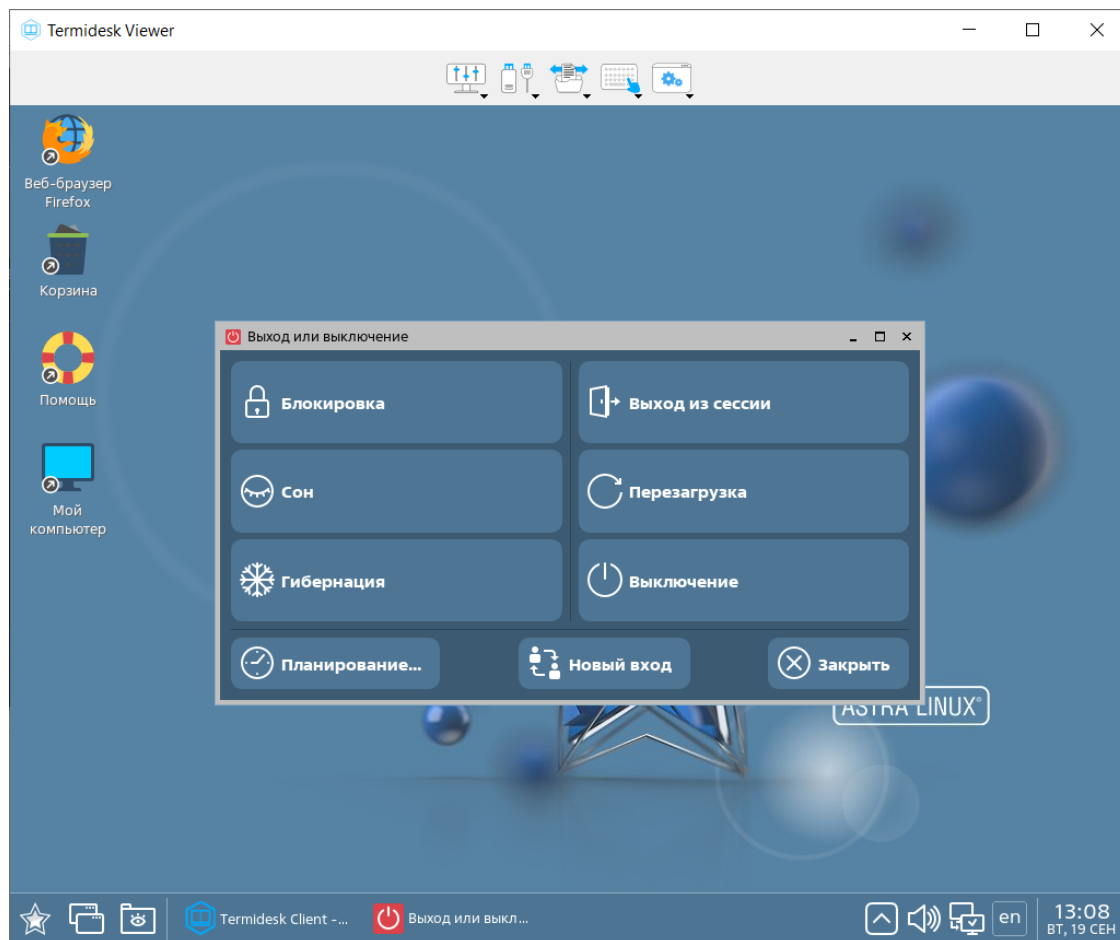 Termidesk Viewer
Веб-браузер
Firefox
Корзина
Помощь
Мой
компьютер
Выход или выключение
Блокировка
Выход из сессии
Сон
Перезагрузка
Гибернация
Выключение
Планирование...
Новый вход
Закрыть
ASTRA LINUX®
Termidesk Client -...
Выход или выкл...
en
13:08
ВТ, 19 СЕН